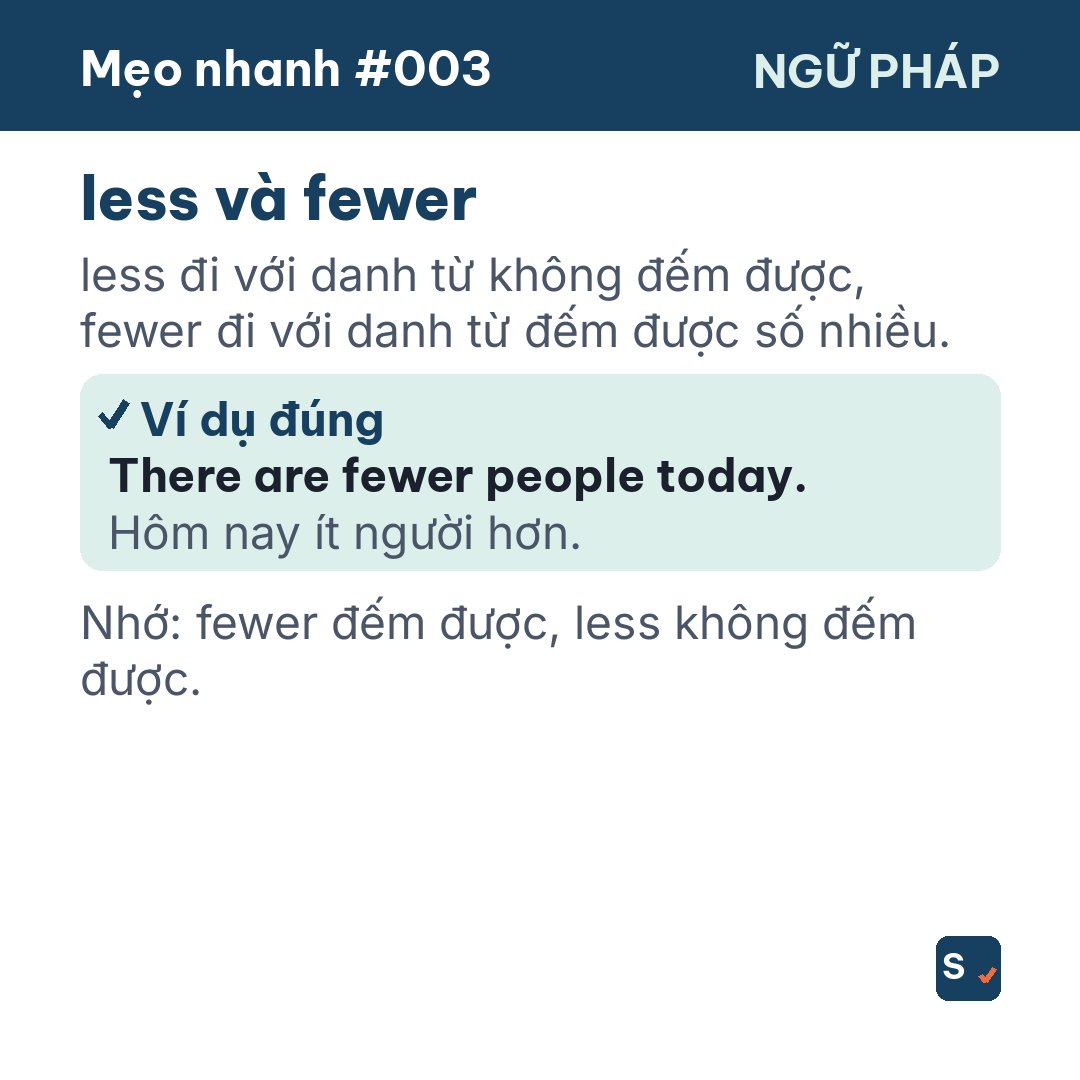 Mẹo nhanh #003
NGỮ PHÁP
less và fewer
less đi với danh từ không đếm được,
fewer đi với danh từ đếm được số nhiều.
Ví dụ đúng
There are fewer people today.
Hôm nay ít người hơn.
Nhớ: fewer đếm được, less không đếm
được.
S